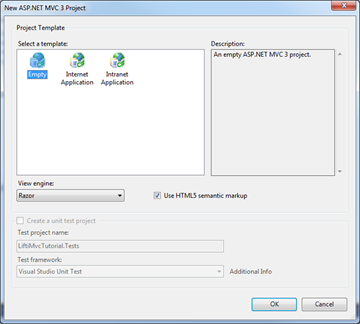 New ASP.NET MVC 3 Project
Project Template
Select a template:
Description:
Empty
Internet Application
Intranet Application
An empty ASP.NET MVC 3 project.
View engine:
Razor
Use HTML5 semantic markup
Create a unit test project
Test project name:
LiftiMvcTutorial.Tests
Test framework:
Visual Studio Unit Test
Additional Info
OK
Cancel